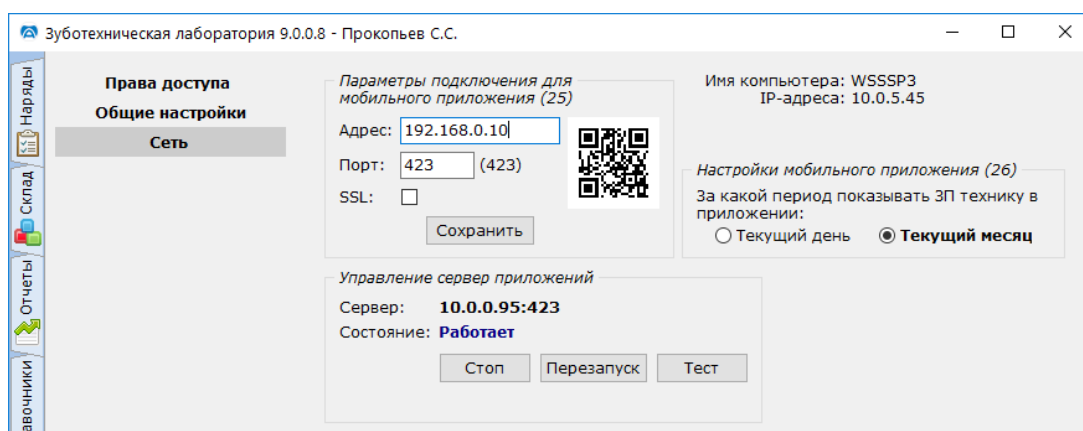 Зуботехническая лаборатория 9.0.0.8 - Прокопьев С.С.
Наряды
Склад
Отчеты
авочники
Права доступа
Общие настройки
Сеть
Параметры подключения для
мобильного приложения (25)
Адрес: 192.168.0.10
Порт: 423 (423)
SSL:
Сохранить
Имя компьютера: WSSSP3
IP-адреса: 10.0.5.45
Настройки мобильного приложения (26)
За какой период показывать ЗП технику в
приложении:
Текущий день Текущий месяц
Управление сервер приложений
Сервер: 10.0.0.95:423
Состояние: Работает
Стоп Перезапуск Тест